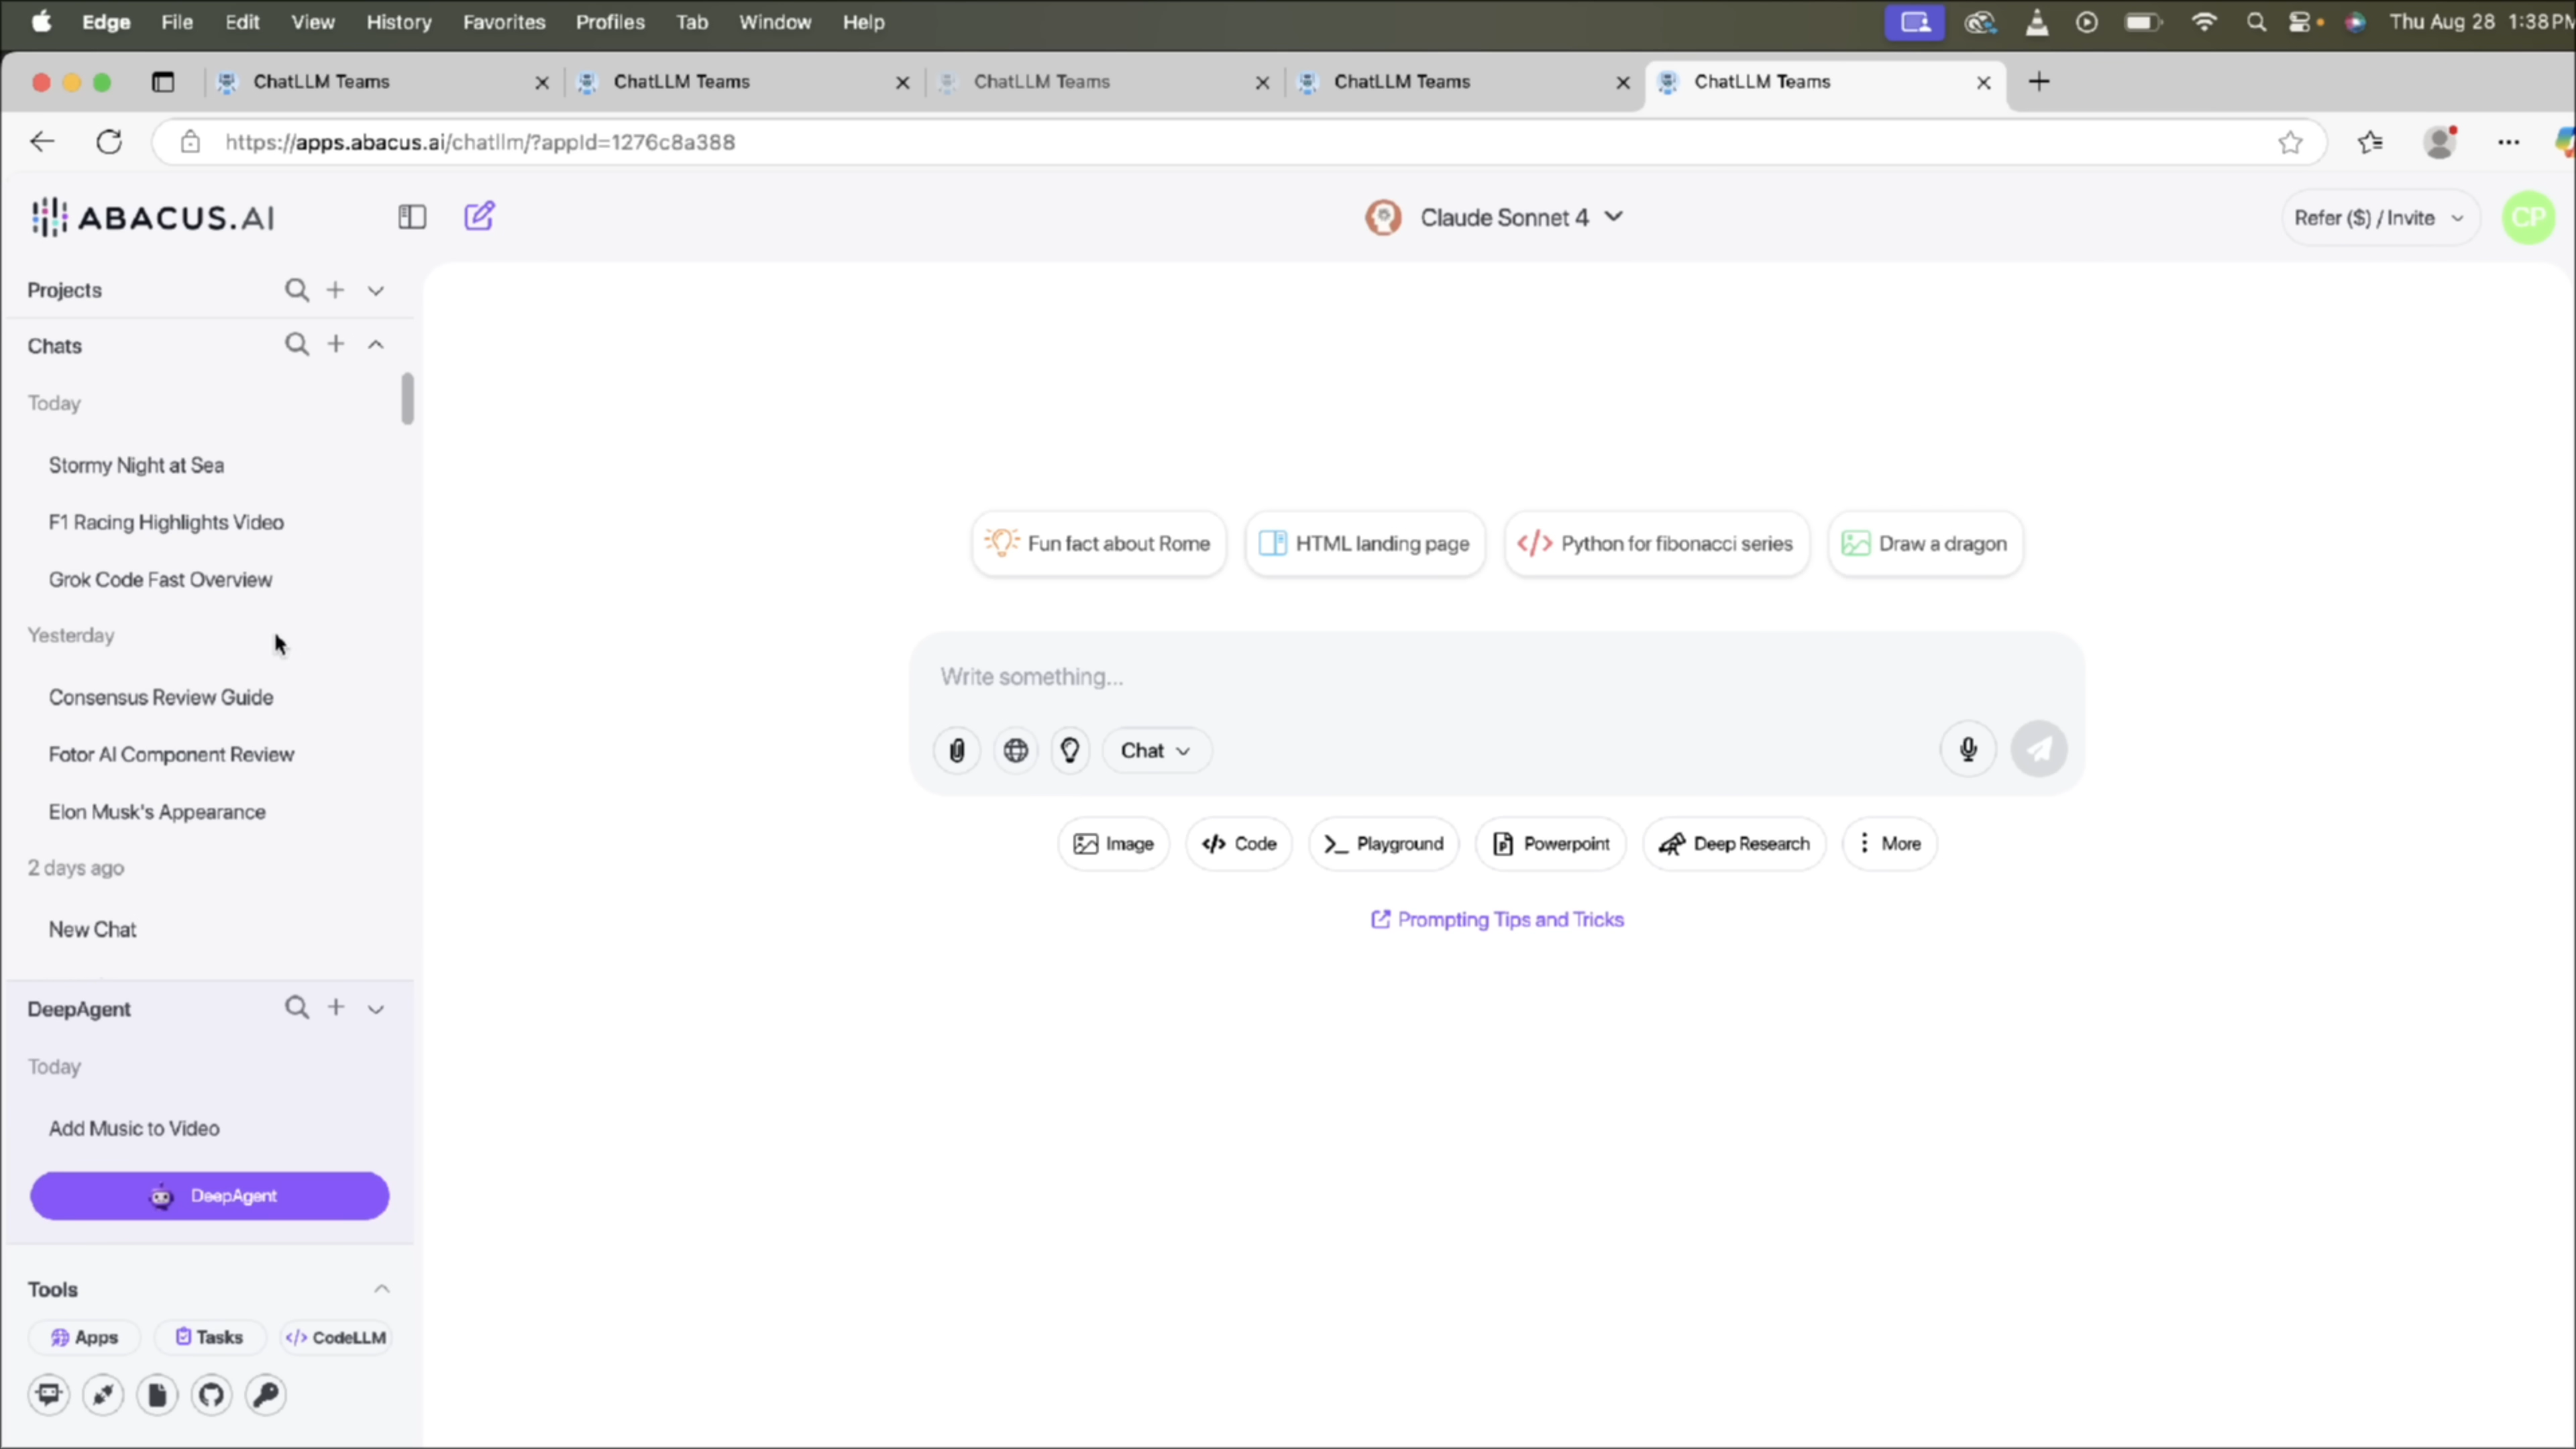 Edge File Edit View History Favorites Profiles Tab Window Help Thu Aug 28 1:38PM
ChatLLM Teams ChatLLM Teams ChatLLM Teams ChatLLM Teams ChatLLM Teams
https://apps.abacus.ai/chatllm/?appId=1276c8a388
ABACUS.AI Claude Sonnet 4 Refer ($) / Invite CP
Projects
Chats
Today
Stormy Night at Sea
F1 Racing Highlights Video
Grok Code Fast Overview
Yesterday
Consensus Review Guide
Fotor AI Component Review
Elon Musk's Appearance
2 days ago
New Chat
DeepAgent
Today
Add Music to Video
DeepAgent
Tools
Apps Tasks </> CodeLLM
Fun fact about Rome HTML landing page </> Python for fibonacci series Draw a dragon
Write something...
Chat
Image </> Code >_ Playground Powerpoint Deep Research More
Prompting Tips and Tricks